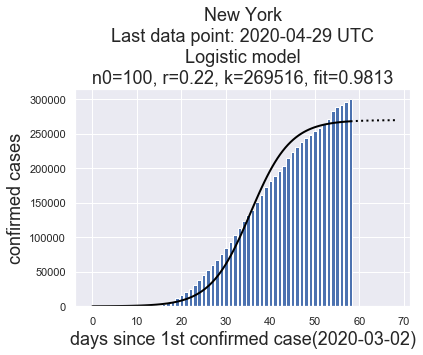 New York
Last data point: 2020-04-29 UTC
Logistic model
n0=100, r=0.22, k=269516, fit=0.9813
confirmed cases
300000
250000
200000
150000
100000
50000
0
0 10 20 30 40 50 60 70
days since 1st confirmed case(2020-03-02)